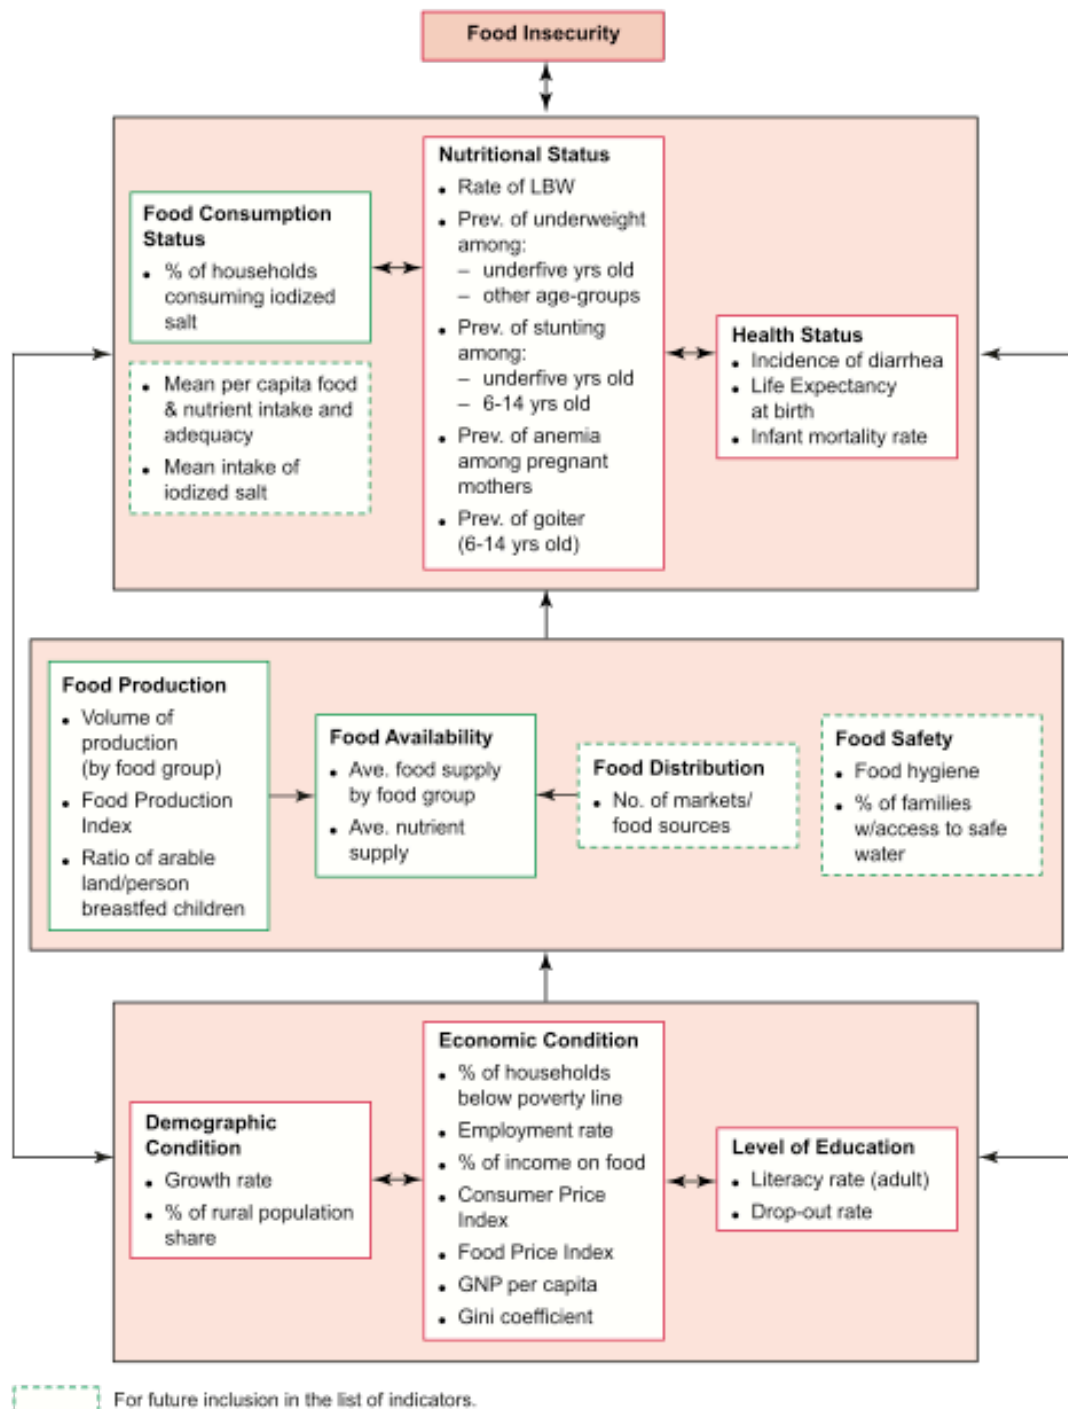 Food Insecurity
Nutritional Status
• Rate of LBW
• Prev. of underweight
among:
– underfive yrs old
– other age-groups
• Prev. of stunting
among:
– underfive yrs old
– 6-14 yrs old
• Prev. of anemia
among pregnant
mothers
• Prev. of goiter
(6-14 yrs old)
Food Consumption
Status
• % of households
consuming iodized
salt
• Mean per capita food
& nutrient intake and
adequacy
• Mean intake of
iodized salt
Health Status
• Incidence of diarrhea
• Life Expectancy
at birth
• Infant mortality rate
Food Production
• Volume of
production
(by food group)
• Food Production
Index
• Ratio of arable
land/person
breastfed children
Food Availability
• Ave. food supply
by food group
• Ave. nutrient
supply
Food Distribution
• No. of markets/
food sources
Food Safety
• Food hygiene
• % of families
w/access to safe
water
Economic Condition
• % of households
below poverty line
• Employment rate
• % of income on food
• Consumer Price
Index
• Food Price Index
• GNP per capita
• Gini coefficient
Demographic
Condition
• Growth rate
• % of rural population
share
Level of Education
• Literacy rate (adult)
• Drop-out rate
For future inclusion in the list of indicators.